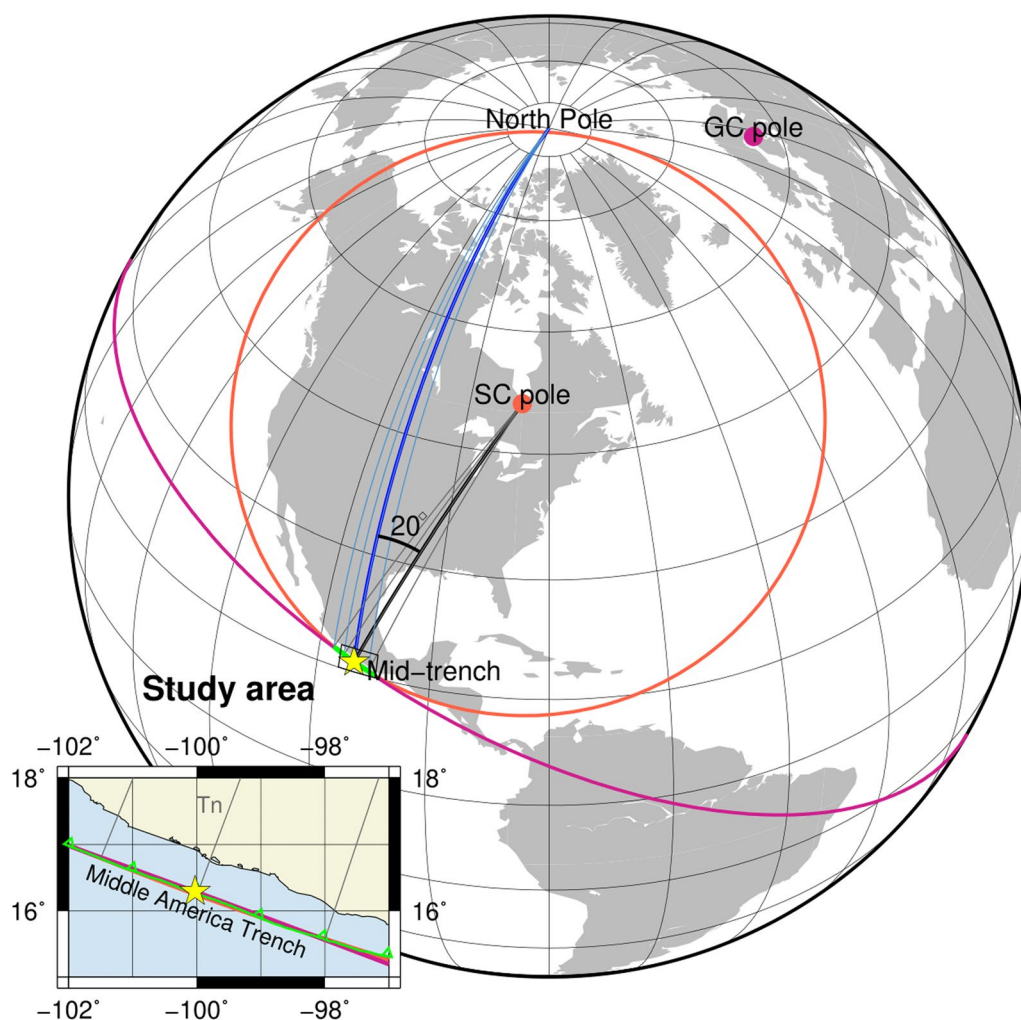 North Pole
GC pole
SC pole
20°
Mid-trench
Study area
-102° -100° -98°
18° 18°
Tn
Middle America Trench
16° 16°
-102° -100° -98°